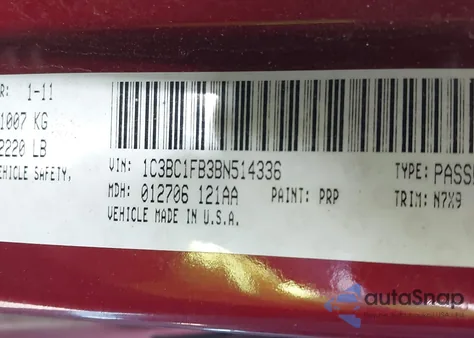 R: 1-11
1007 KG
2220 LB
EHICLE SAFETY,
VIN: 1C3BC1FB3BN514336
TYPE: PASSE
MDH: 012706 121AA
PAINT: PRP
TRIM: N7X9
VEHICLE MADE IN U.S.A.
autoSnap